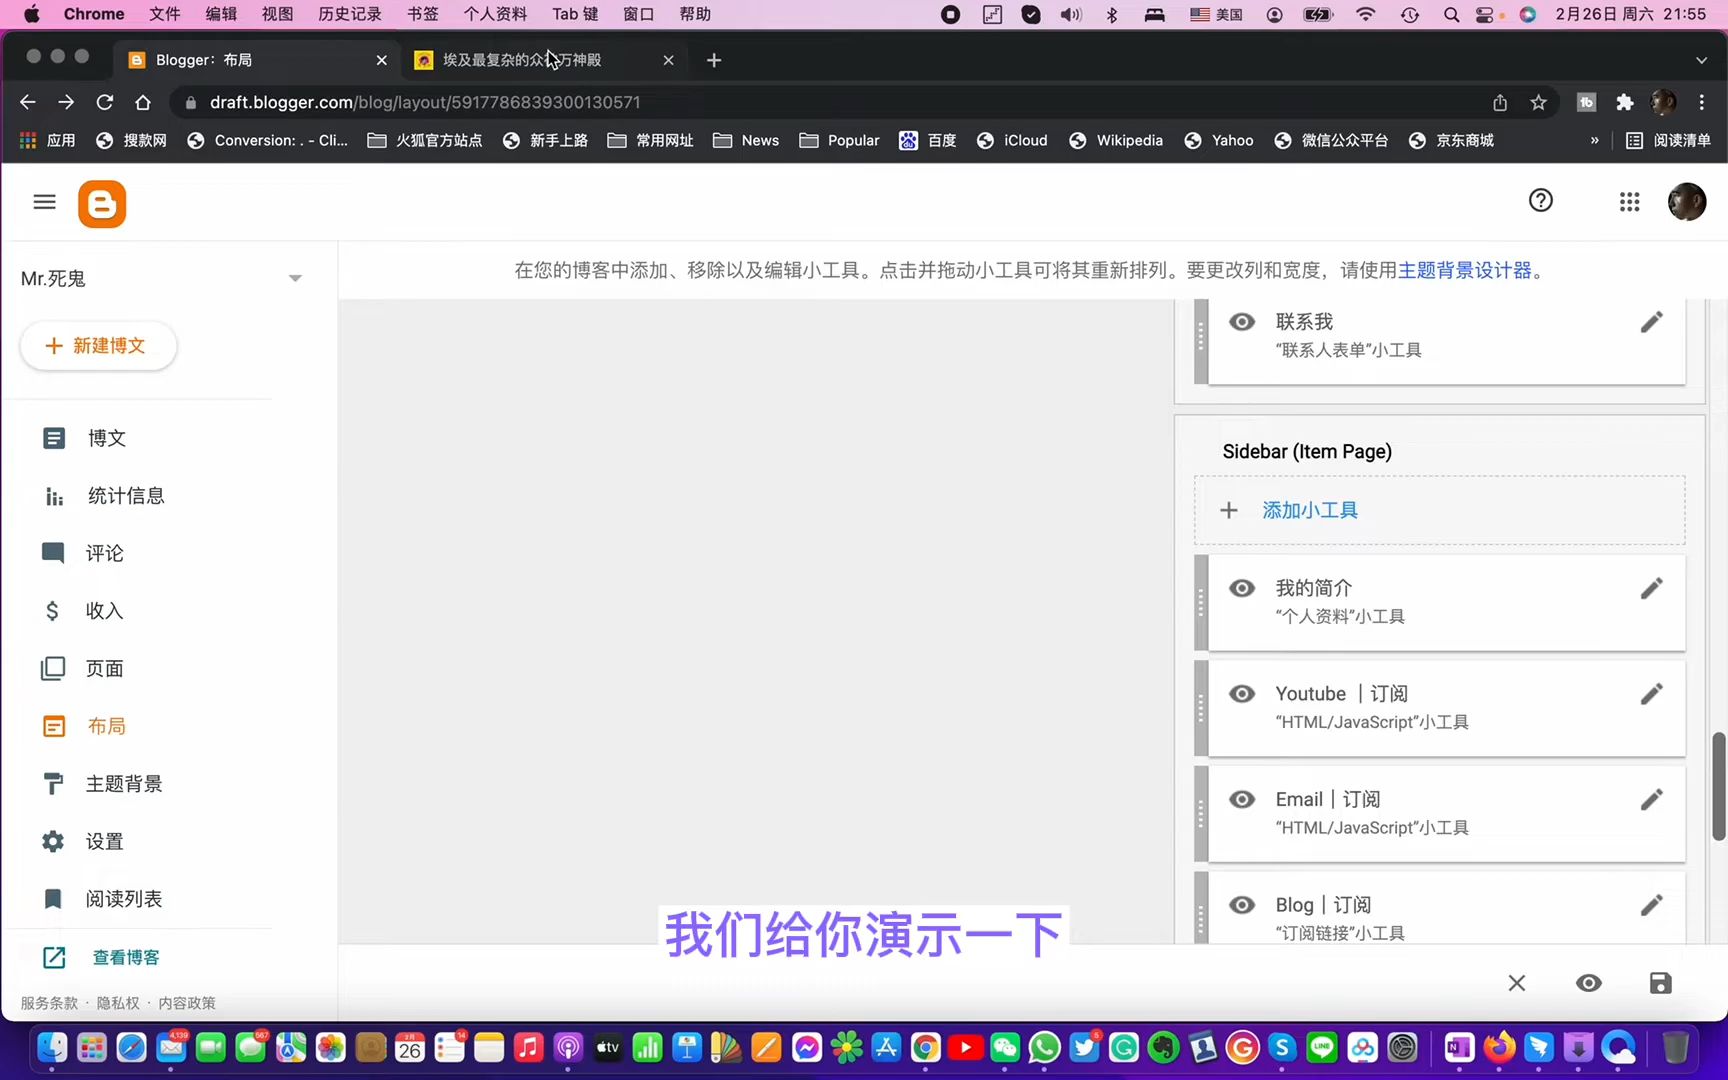 Chrome 文件 编辑 视图 历史记录 书签 个人资料 Tab 键 窗口 帮助 美国 2月26日 周六 21:55
Blogger：布局 埃及最复杂的众 万神殿
draft.blogger.com/blog/layout/5917786839300130571
应用 搜款网 Conversion: . - Cli... 火狐官方站点 新手上路 常用网址 News Popular 百度 iCloud Wikipedia Yahoo 微信公众平台 京东商城 » 阅读清单
Mr.死鬼
在您的博客中添加、移除以及编辑小工具。点击并拖动小工具可将其重新排列。要更改列和宽度，请使用主题背景设计器。
新建博文
博文
统计信息
评论
收入
页面
布局
主题背景
设置
阅读列表
查看博客
服务条款 · 隐私权 · 内容政策
联系我
“联系人表单”小工具
Sidebar (Item Page)
添加小工具
我的简介
“个人资料”小工具
Youtube ｜订阅
“HTML/JavaScript”小工具
Email｜订阅
“HTML/JavaScript”小工具
Blog｜订阅
“订阅链接”小工具
我们给你演示一下
4,139
567
2月
26
14
tv
5
LINE